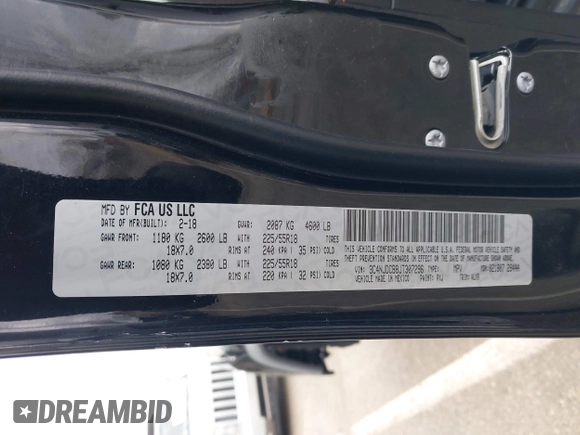 MFD BY FCA US LLC
DATE OF MFR(BUILT): 2-18 GVWR: 2087 KG 4600 LB
GAWR FRONT: 1180 KG 2600 LB WITH 225/55R18 TIRES
18X7.0 RIMS AT 240 KPA ( 35 PSI) COLD
GAWR REAR: 1080 KG 2380 LB WITH 225/55R18 TIRES
18X7.0 RIMS AT 220 KPA ( 32 PSI) COLD
THIS VEHICLE CONFORMS TO ALL APPLICABLE U.S.A. FEDERAL MOTOR VEHICLE SAFETY AND
THEFT PREVENTION STANDARDS IN EFFECT ON THE DATE OF MANUFACTURE SHOWN ABOVE.
VIN: TYPE: MPV
VEHICLE MADE IN MEXICO PAINT: TRIM:
DREAMBID